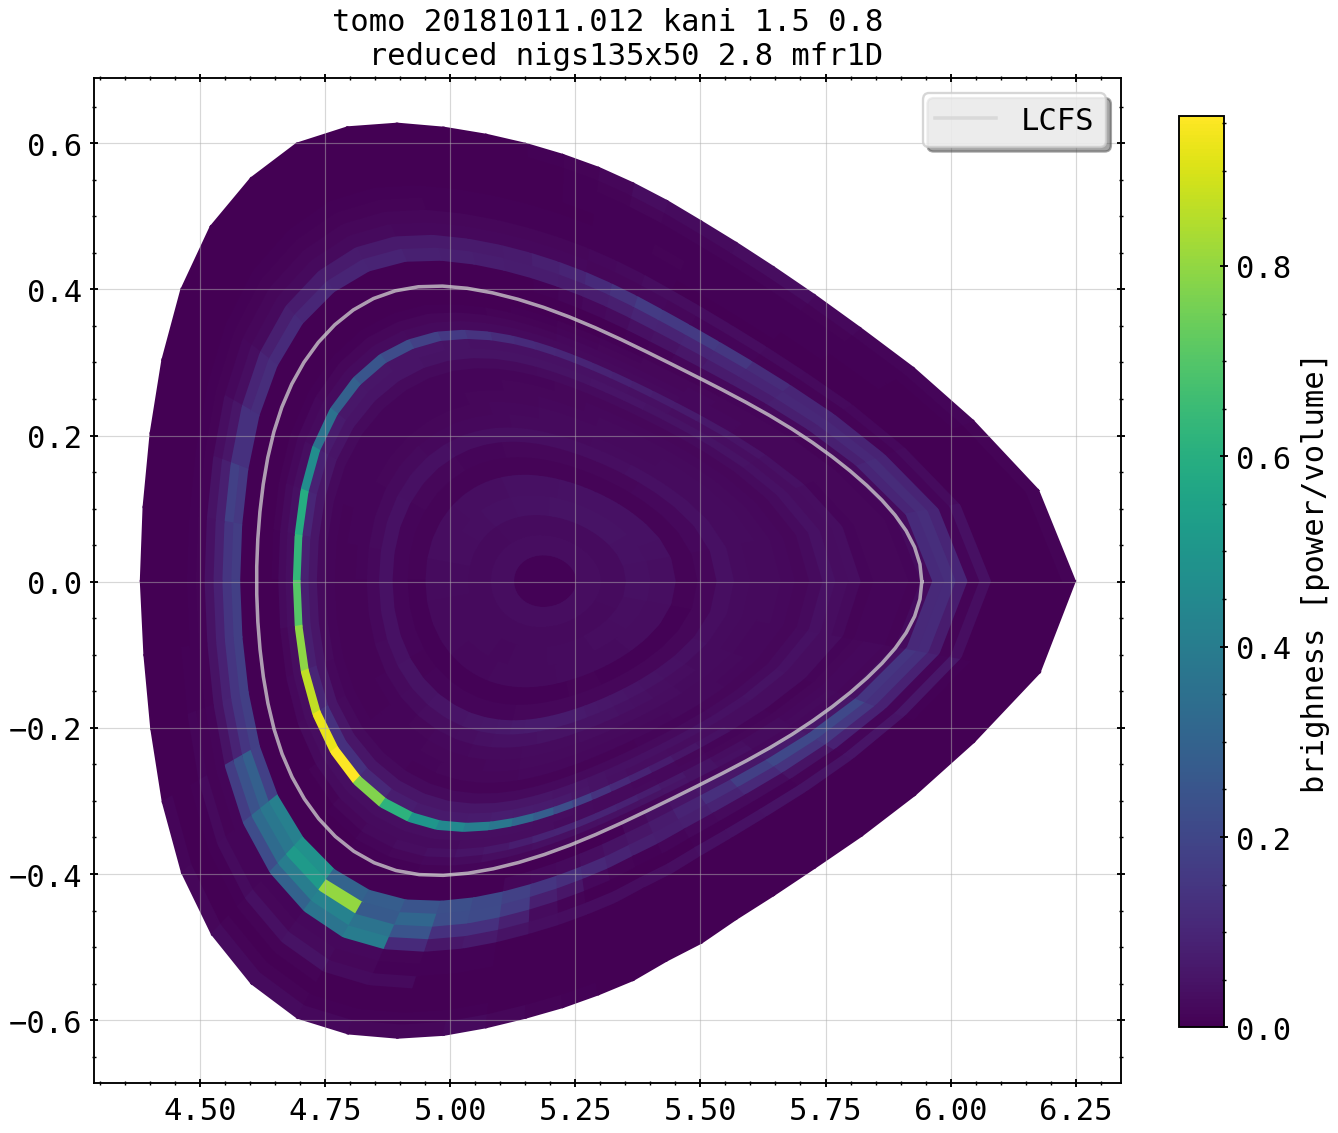 tomo 20181011.012 kani 1.5 0.8
reduced nigs135x50 2.8 mfr1D
LCFS
0.6
0.4
0.2
0.0
−0.2
−0.4
−0.6
4.50 4.75 5.00 5.25 5.50 5.75 6.00 6.25
0.8
0.6
0.4
0.2
0.0
brighness [power/volume]